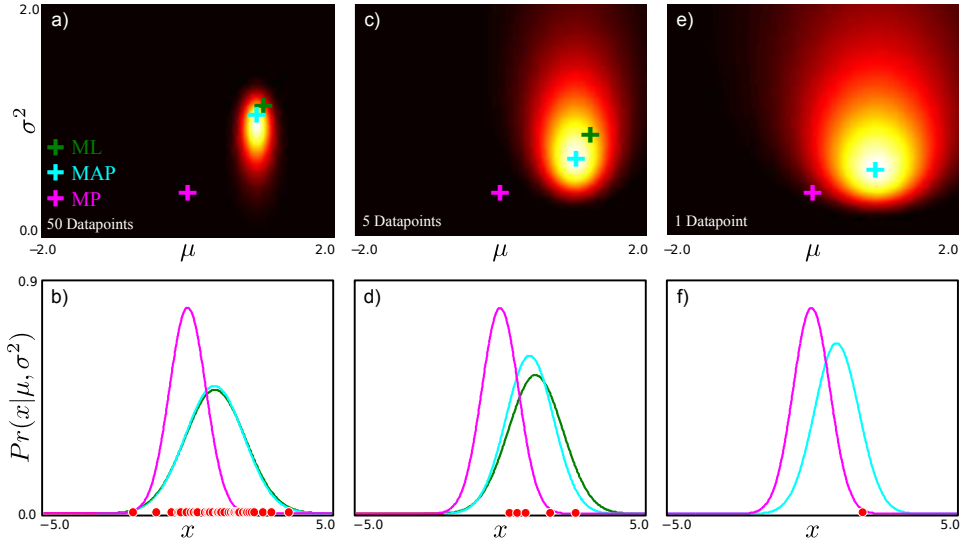 a)
c)
e)
2.0
σ²
ML
MAP
MP
0.0
50 Datapoints
5 Datapoints
1 Datapoint
−2.0
μ
2.0
−2.0
μ
2.0
−2.0
μ
2.0
0.9
b)
d)
f)
Pr(x|μ, σ²)
0.0
−5.0
x
5.0
−5.0
x
5.0
−5.0
x
5.0